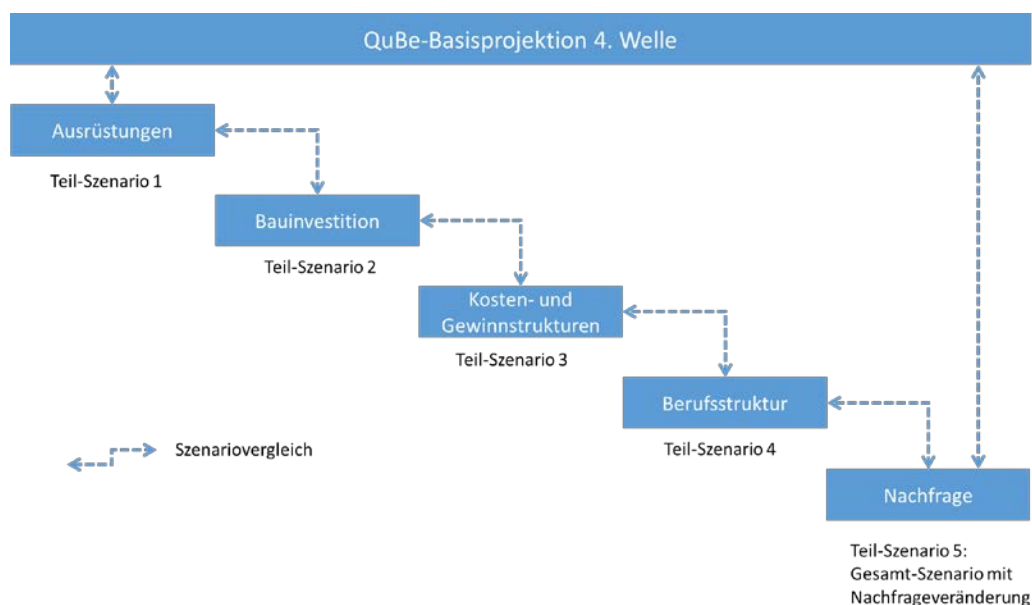 QuBe-Basisprojektion 4. Welle
Ausrüstungen
Teil-Szenario 1
Bauinvestition
Teil-Szenario 2
Kosten- und
Gewinnstrukturen
Teil-Szenario 3
Berufsstruktur
Teil-Szenario 4
Szenariovergleich
Nachfrage
Teil-Szenario 5:
Gesamt-Szenario mit
Nachfrageveränderung